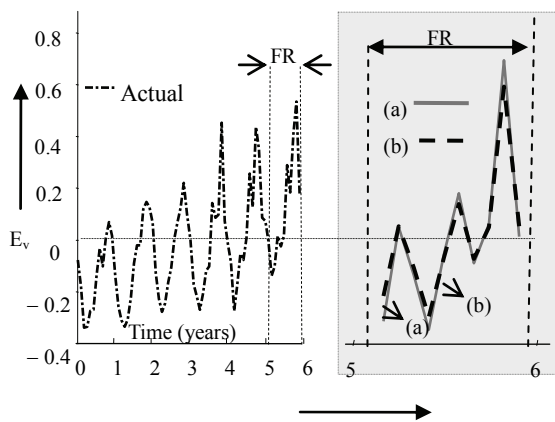 0.8
0.6
0.4
0.2
0
– 0.2
– 0.4
E_v
Actual
FR
Time (years)
0 1 2 3 4 5 6
FR
(a)
(b)
(a)
(b)
5 6